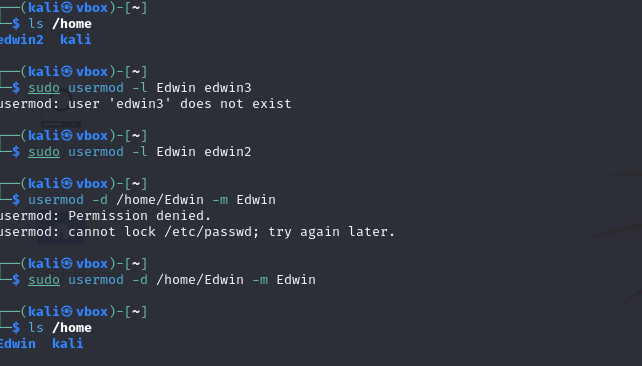 ┌──(kali㉿vbox)-[~]
└─$ ls /home
edwin2  kali
┌──(kali㉿vbox)-[~]
└─$ sudo usermod -l Edwin edwin3
usermod: user 'edwin3' does not exist
┌──(kali㉿vbox)-[~]
└─$ sudo usermod -l Edwin edwin2
┌──(kali㉿vbox)-[~]
└─$ usermod -d /home/Edwin -m Edwin
usermod: Permission denied.
usermod: cannot lock /etc/passwd; try again later.
┌──(kali㉿vbox)-[~]
└─$ sudo usermod -d /home/Edwin -m Edwin
┌──(kali㉿vbox)-[~]
└─$ ls /home
Edwin  kali